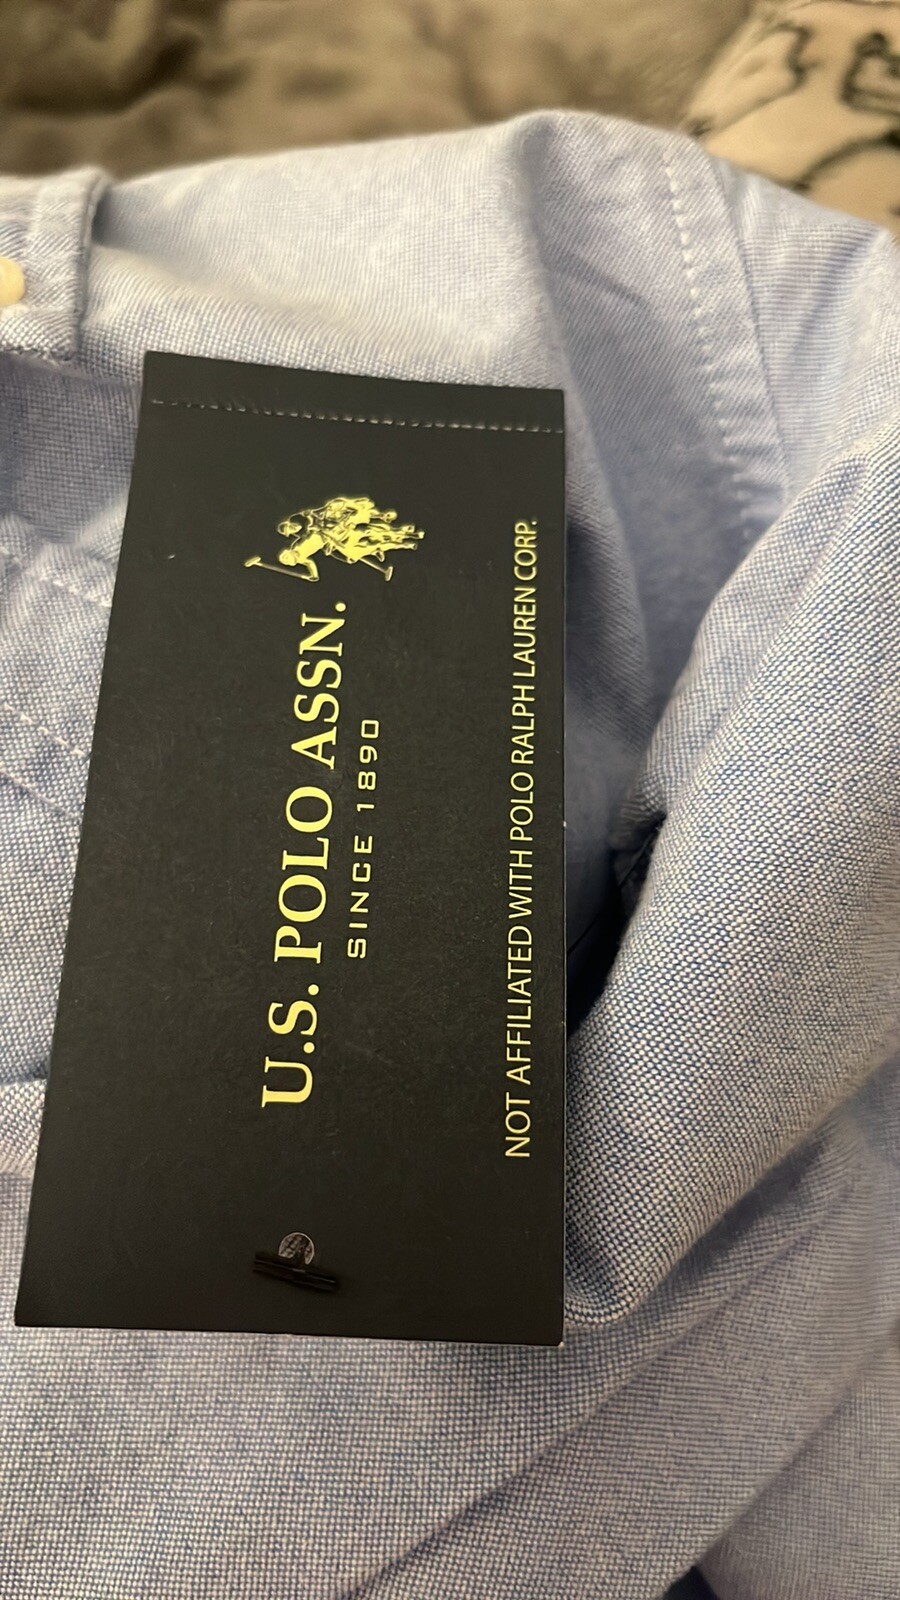 U.S. POLO ASSN.
SINCE 1890
NOT AFFILIATED WITH POLO RALPH LAUREN CORP.